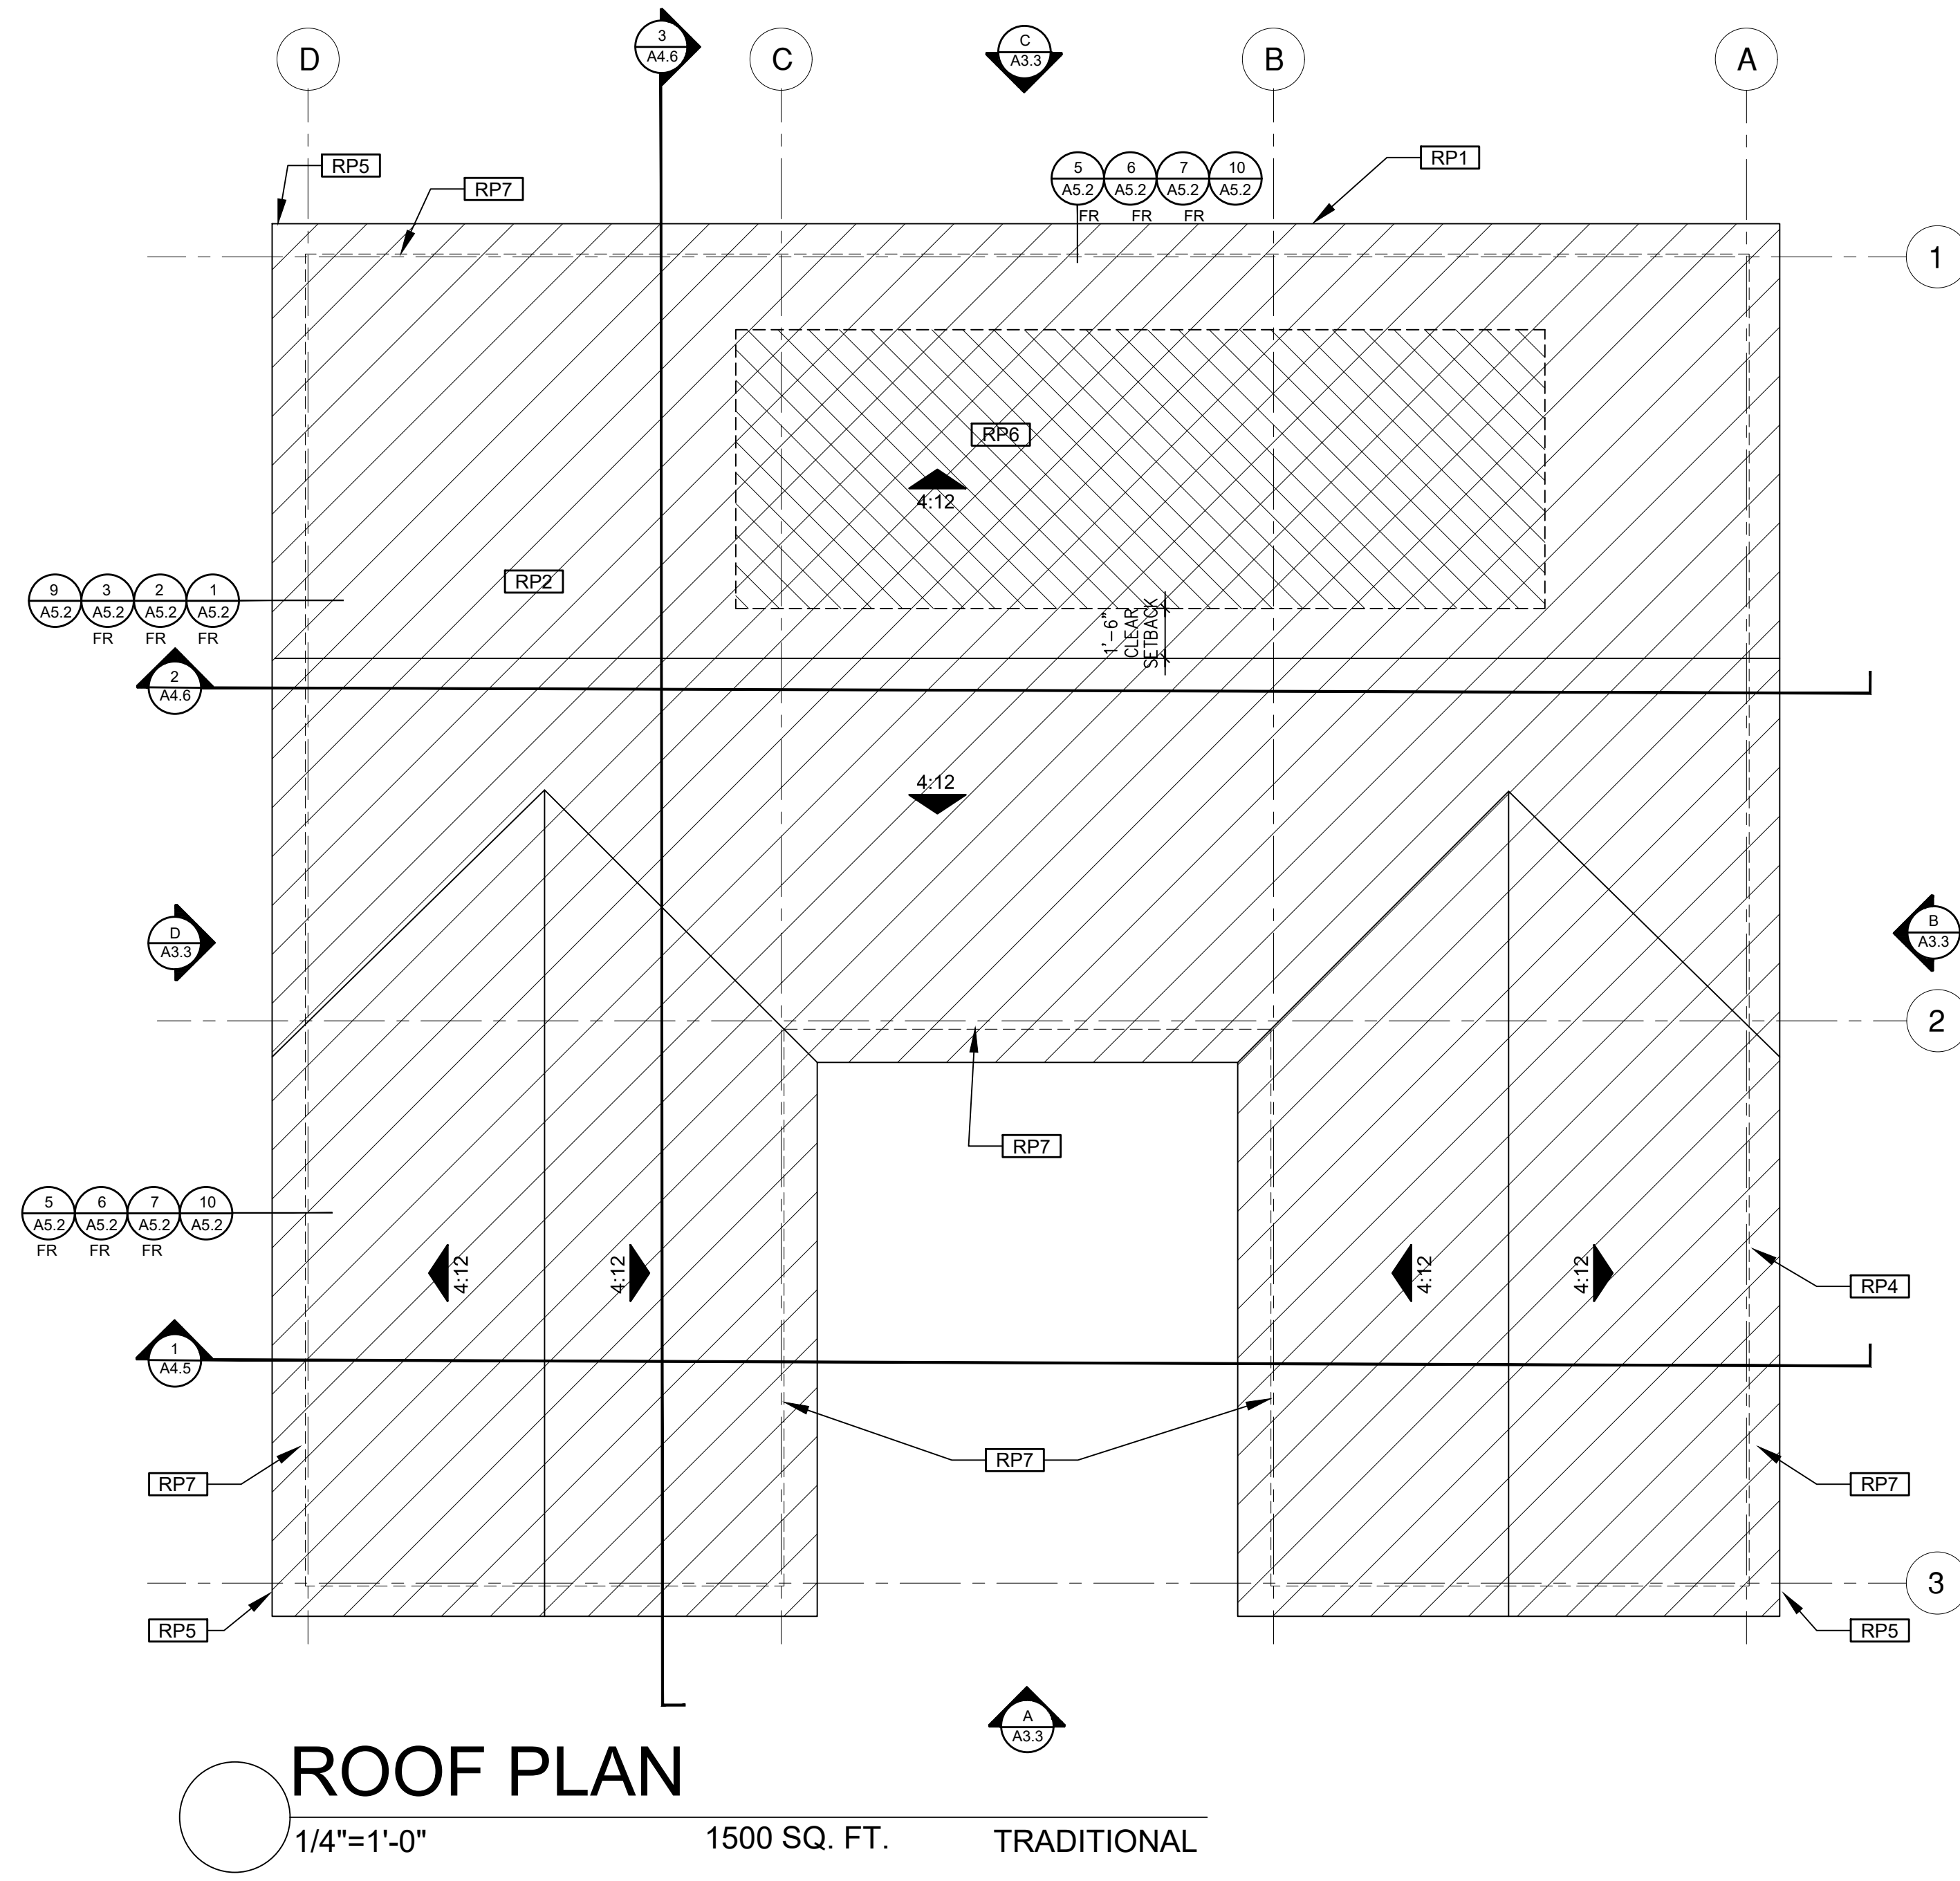 D
3
A4.6
C
C
A3.3
B
A
RP5
RP7
5 6 7 10
A5.2 A5.2 A5.2 A5.2
FR FR FR
RP1
1
RP6
4:12
RP2
9 3 2 1
A5.2 A5.2 A5.2 A5.2
FR FR FR
1'-6"
CLEAR
SETBACK
2
A4.6
4:12
D
A3.3
B
A3.3
2
RP7
5 6 7 10
A5.2 A5.2 A5.2 A5.2
FR FR FR
4:12
4:12
4:12
4:12
RP4
1
A4.5
RP7
RP7
RP7
3
RP5
RP5
A
A3.3
ROOF PLAN
1/4"=1'-0" 1500 SQ. FT. TRADITIONAL